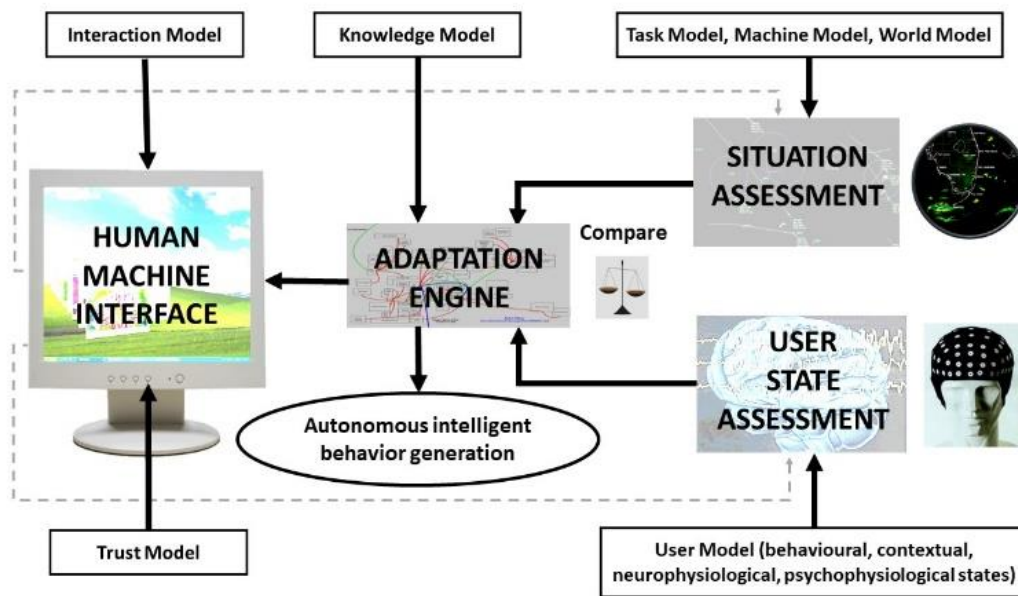 Interaction Model
Knowledge Model
Task Model, Machine Model, World Model
SITUATION
ASSESSMENT
HUMAN
MACHINE
INTERFACE
ADAPTATION
ENGINE
Compare
USER
STATE
ASSESSMENT
Autonomous intelligent
behavior generation
Trust Model
User Model (behavioural, contextual,
neurophysiological, psychophysiological states)